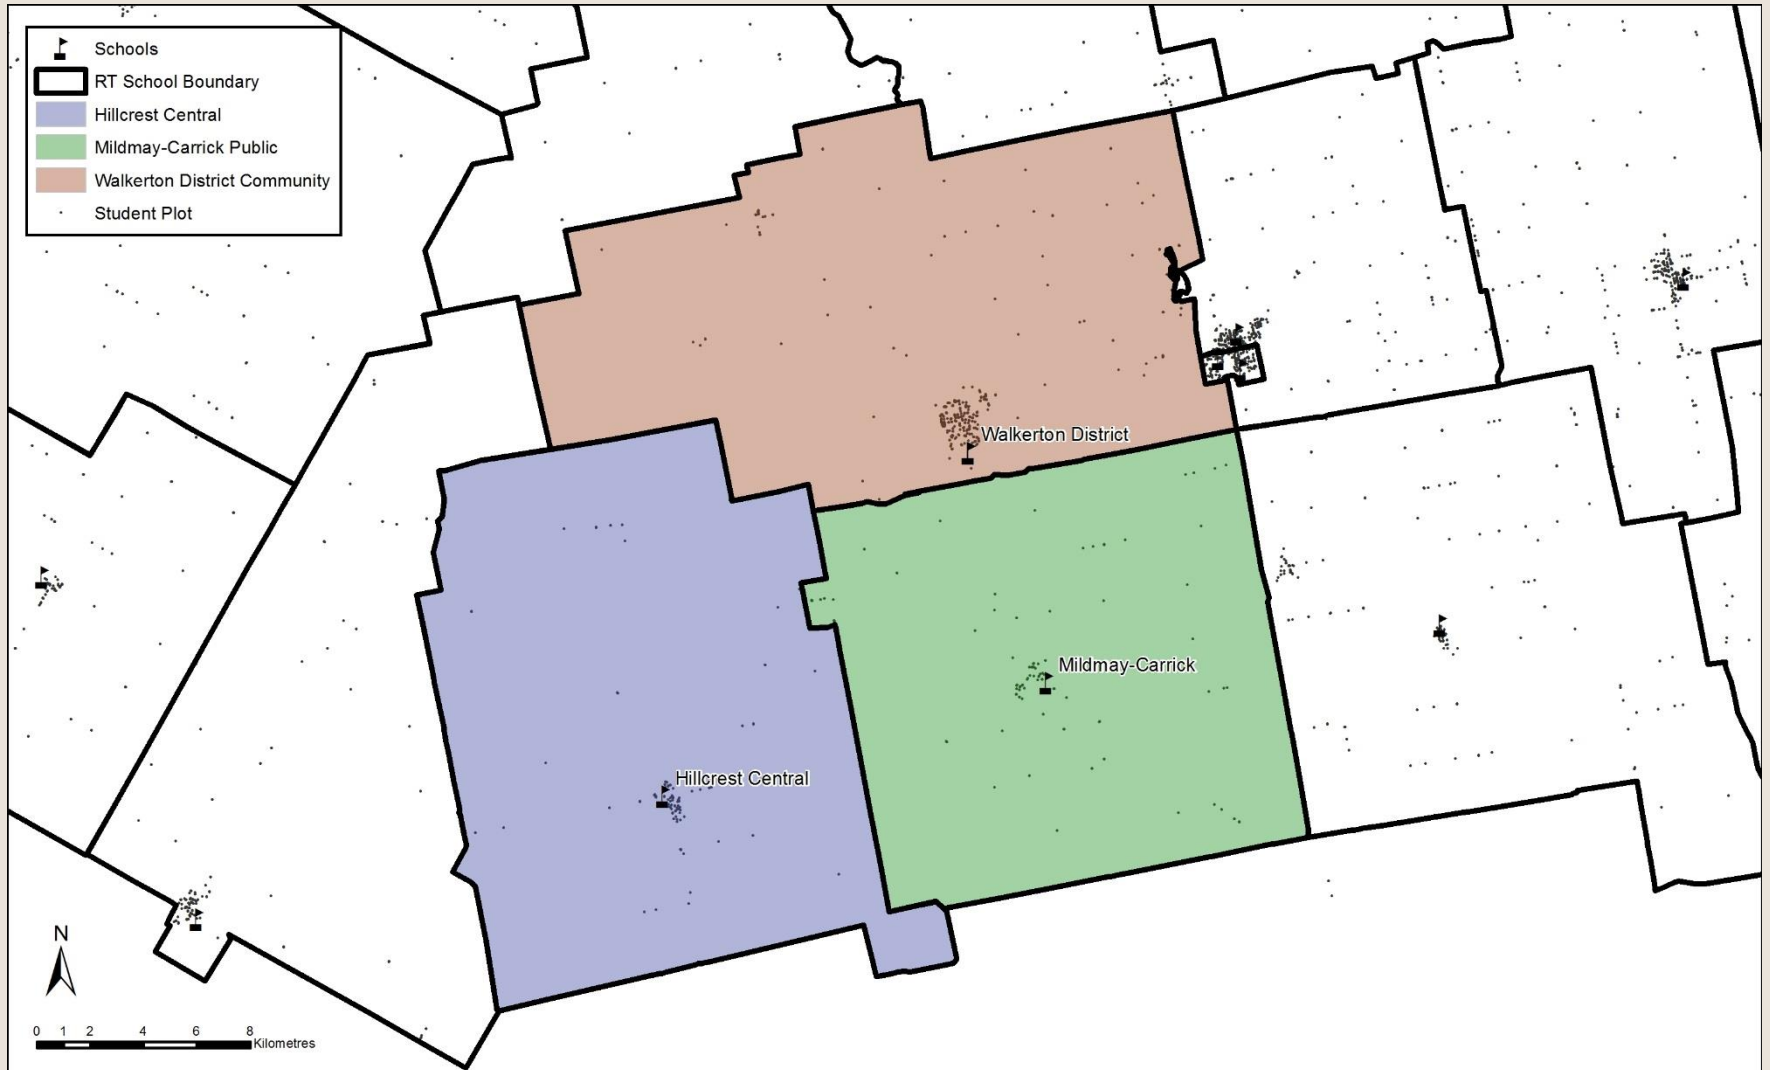 Schools
RT School Boundary
Hillcrest Central
Mildmay-Carrick Public
Walkerton District Community
Student Plot
Walkerton District
Mildmay-Carrick
Hillcrest Central
N
0 1 2 4 6 8
Kilometres